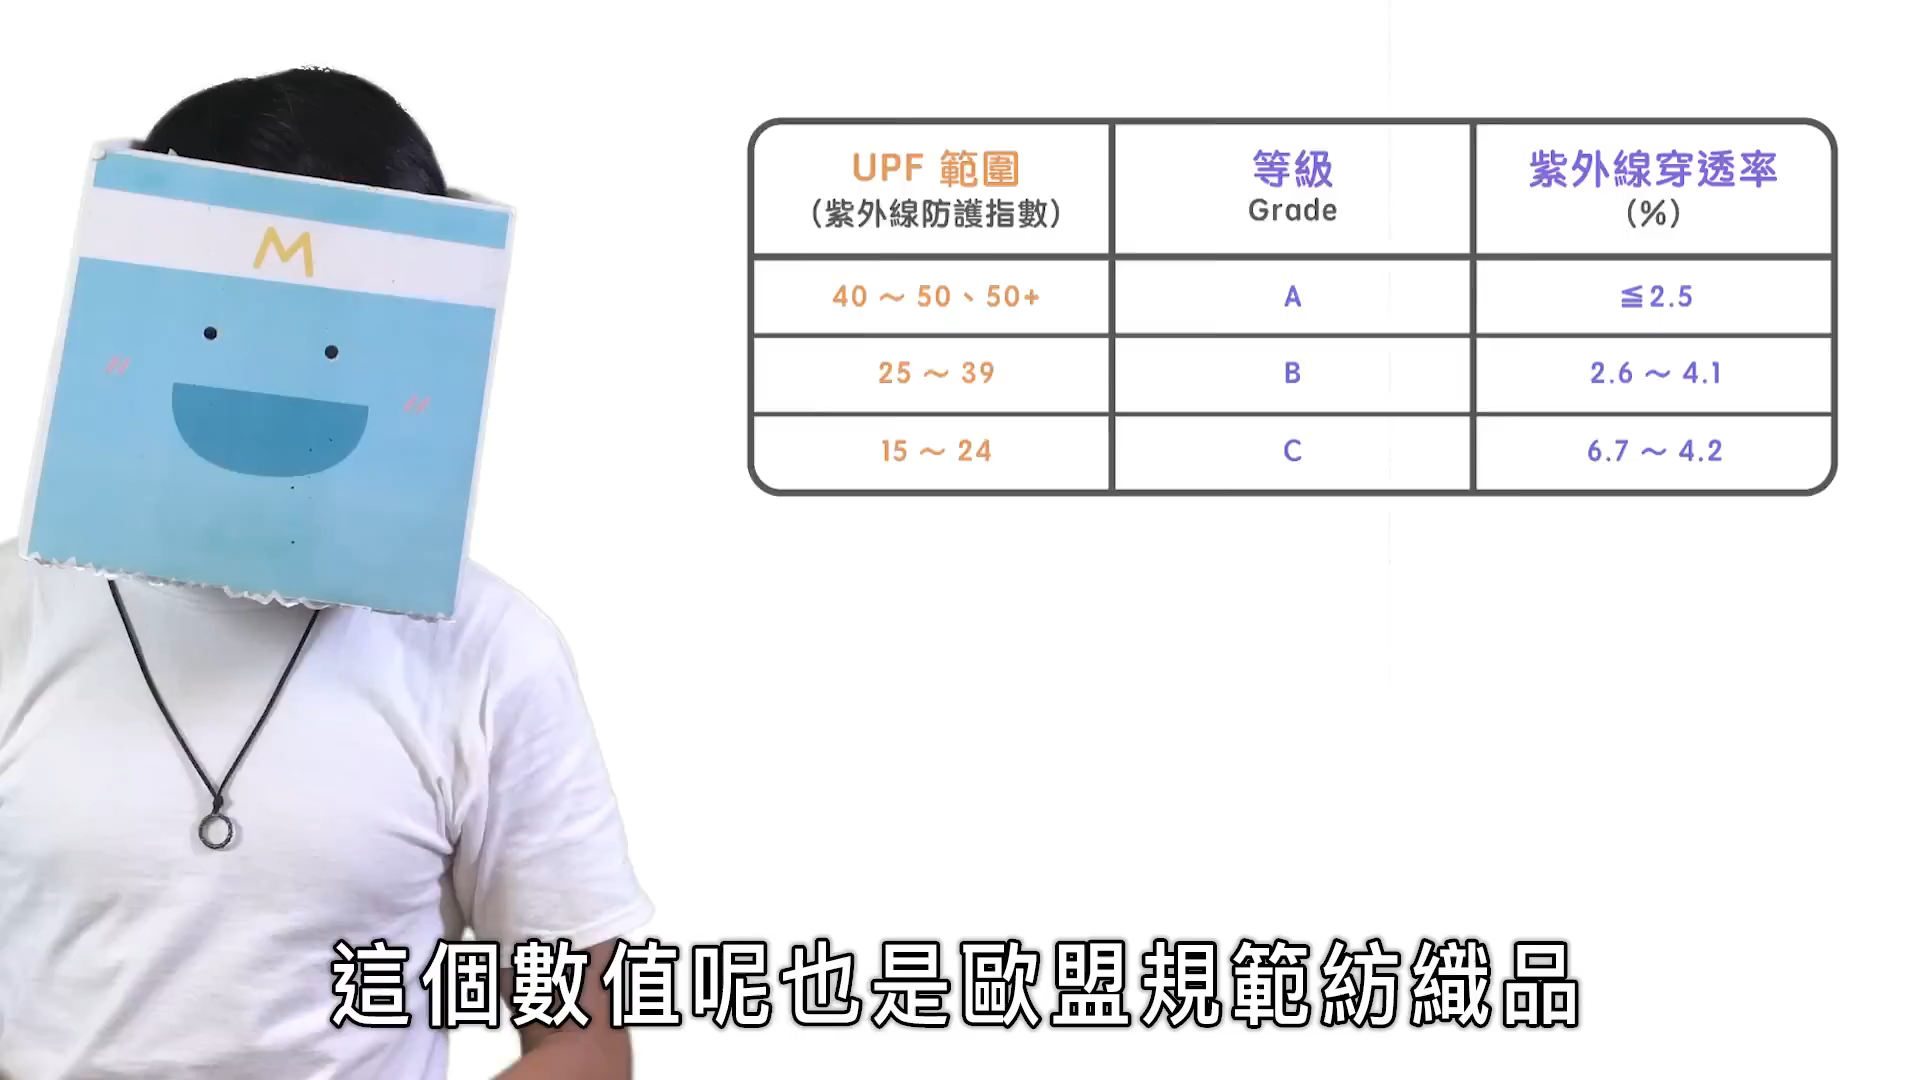 M
UPF 範圍
(紫外線防護指數)
等級
Grade
紫外線穿透率
(%)
40 ～ 50、50+
A
≦2.5
25 ～ 39
B
2.6 ～ 4.1
15 ～ 24
C
6.7 ～ 4.2
這個數值呢也是歐盟規範紡織品